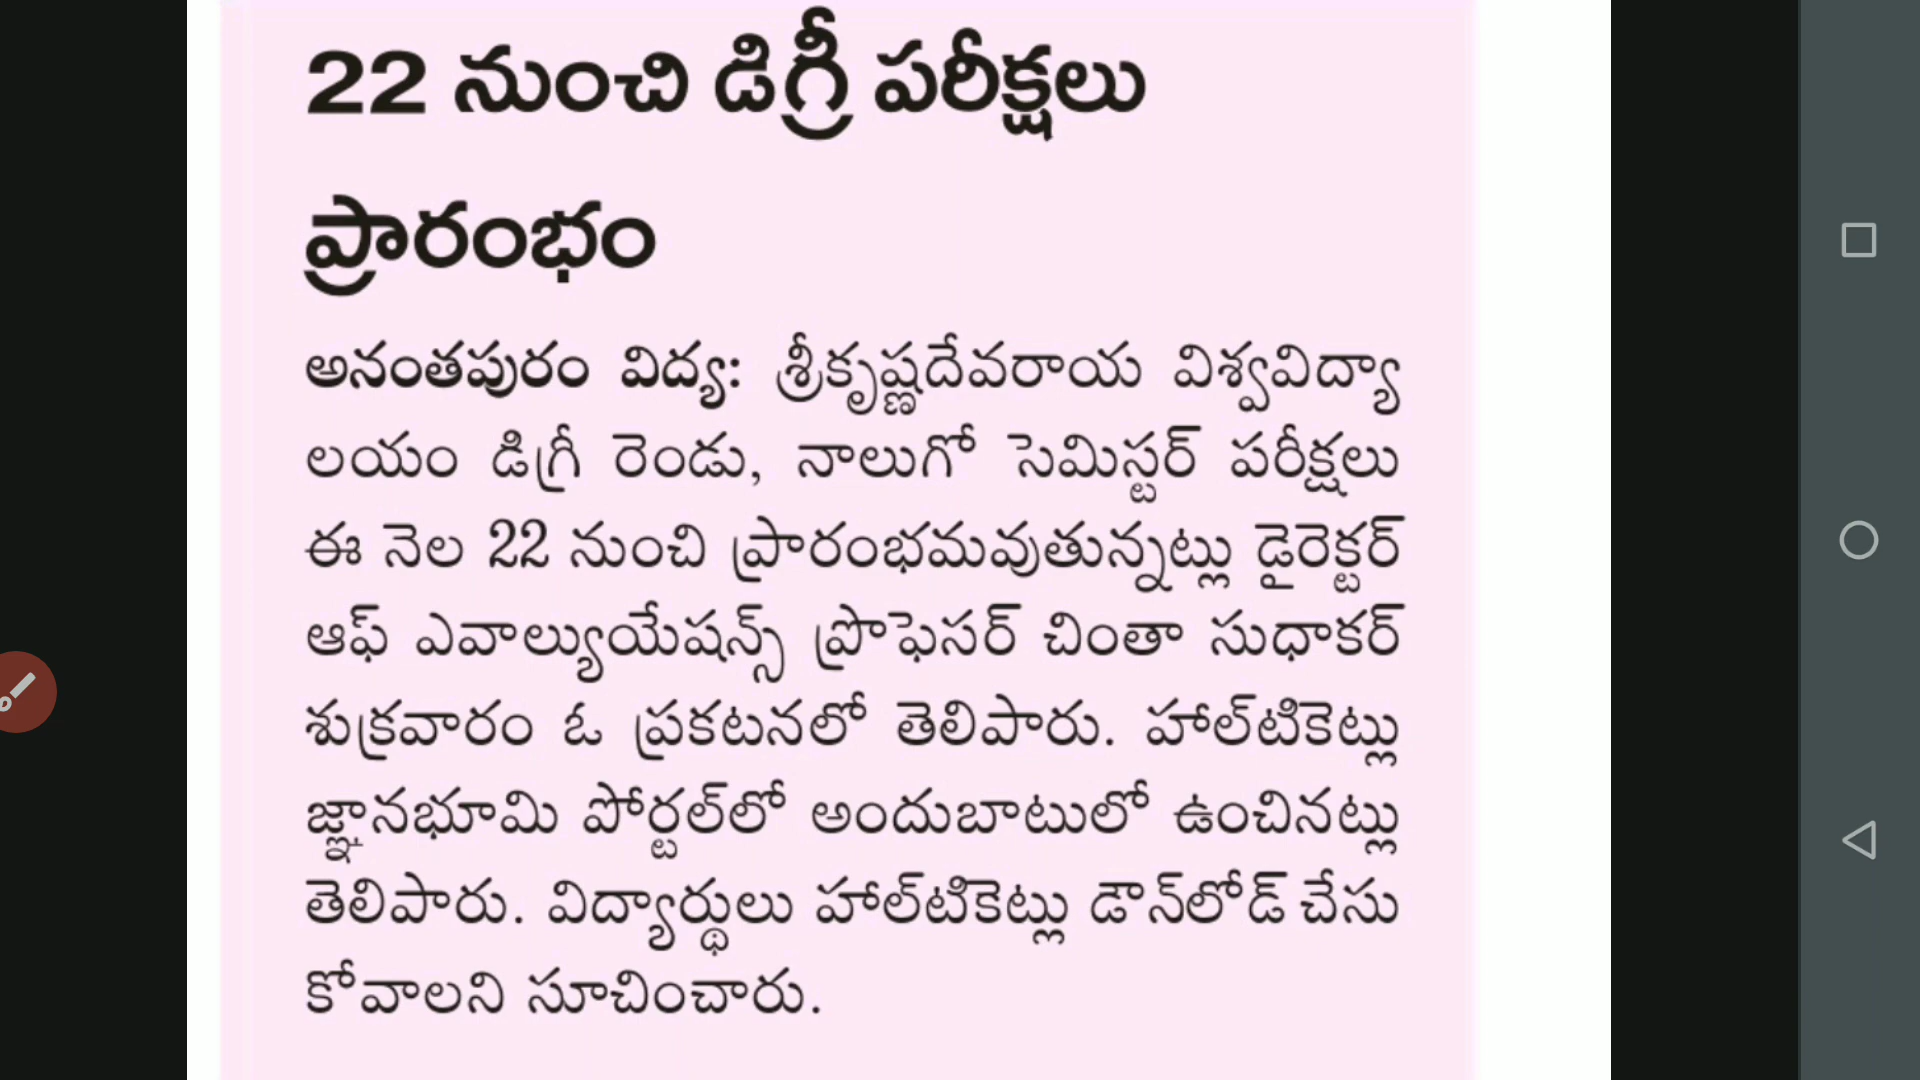 22 నుంచి డిగ్రీ పరీక్షలు
ప్రారంభం
అనంతపురం విద్య: శ్రీకృష్ణదేవరాయ విశ్వవిద్యా
లయం డిగ్రీ రెండు, నాలుగో సెమిస్టర్ పరీక్షలు
ఈ నెల 22 నుంచి ప్రారంభమవుతున్నట్లు డైరెక్టర్
ఆఫ్ ఎవాల్యుయేషన్స్ ప్రొఫెసర్ చింతా సుధాకర్
శుక్రవారం ఓ ప్రకటనలో తెలిపారు. హాల్‌టికెట్లు
జ్ఞానభూమి పోర్టల్‌లో అందుబాటులో ఉంచినట్లు
తెలిపారు. విద్యార్థులు హాల్‌టికెట్లు డౌన్‌లోడ్ చేసు
కోవాలని సూచించారు.